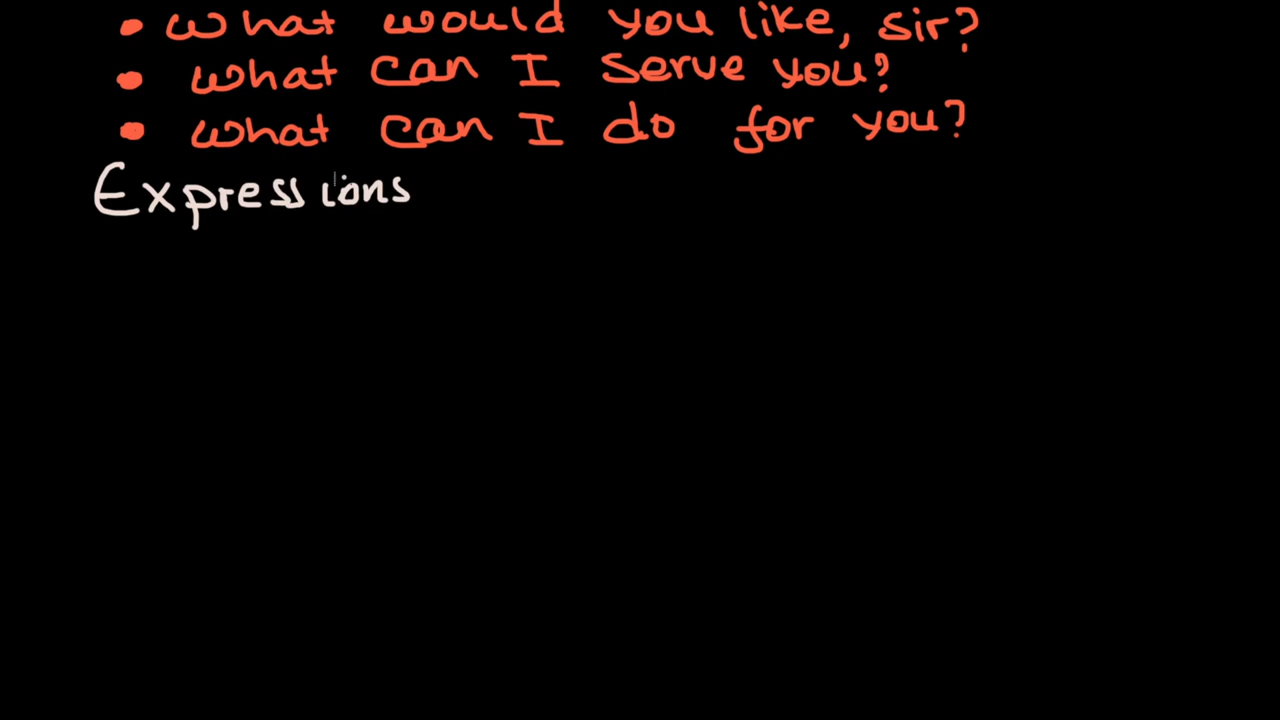 • What would you like, sir?
• What can I serve you?
• What can I do for you?
Expressions